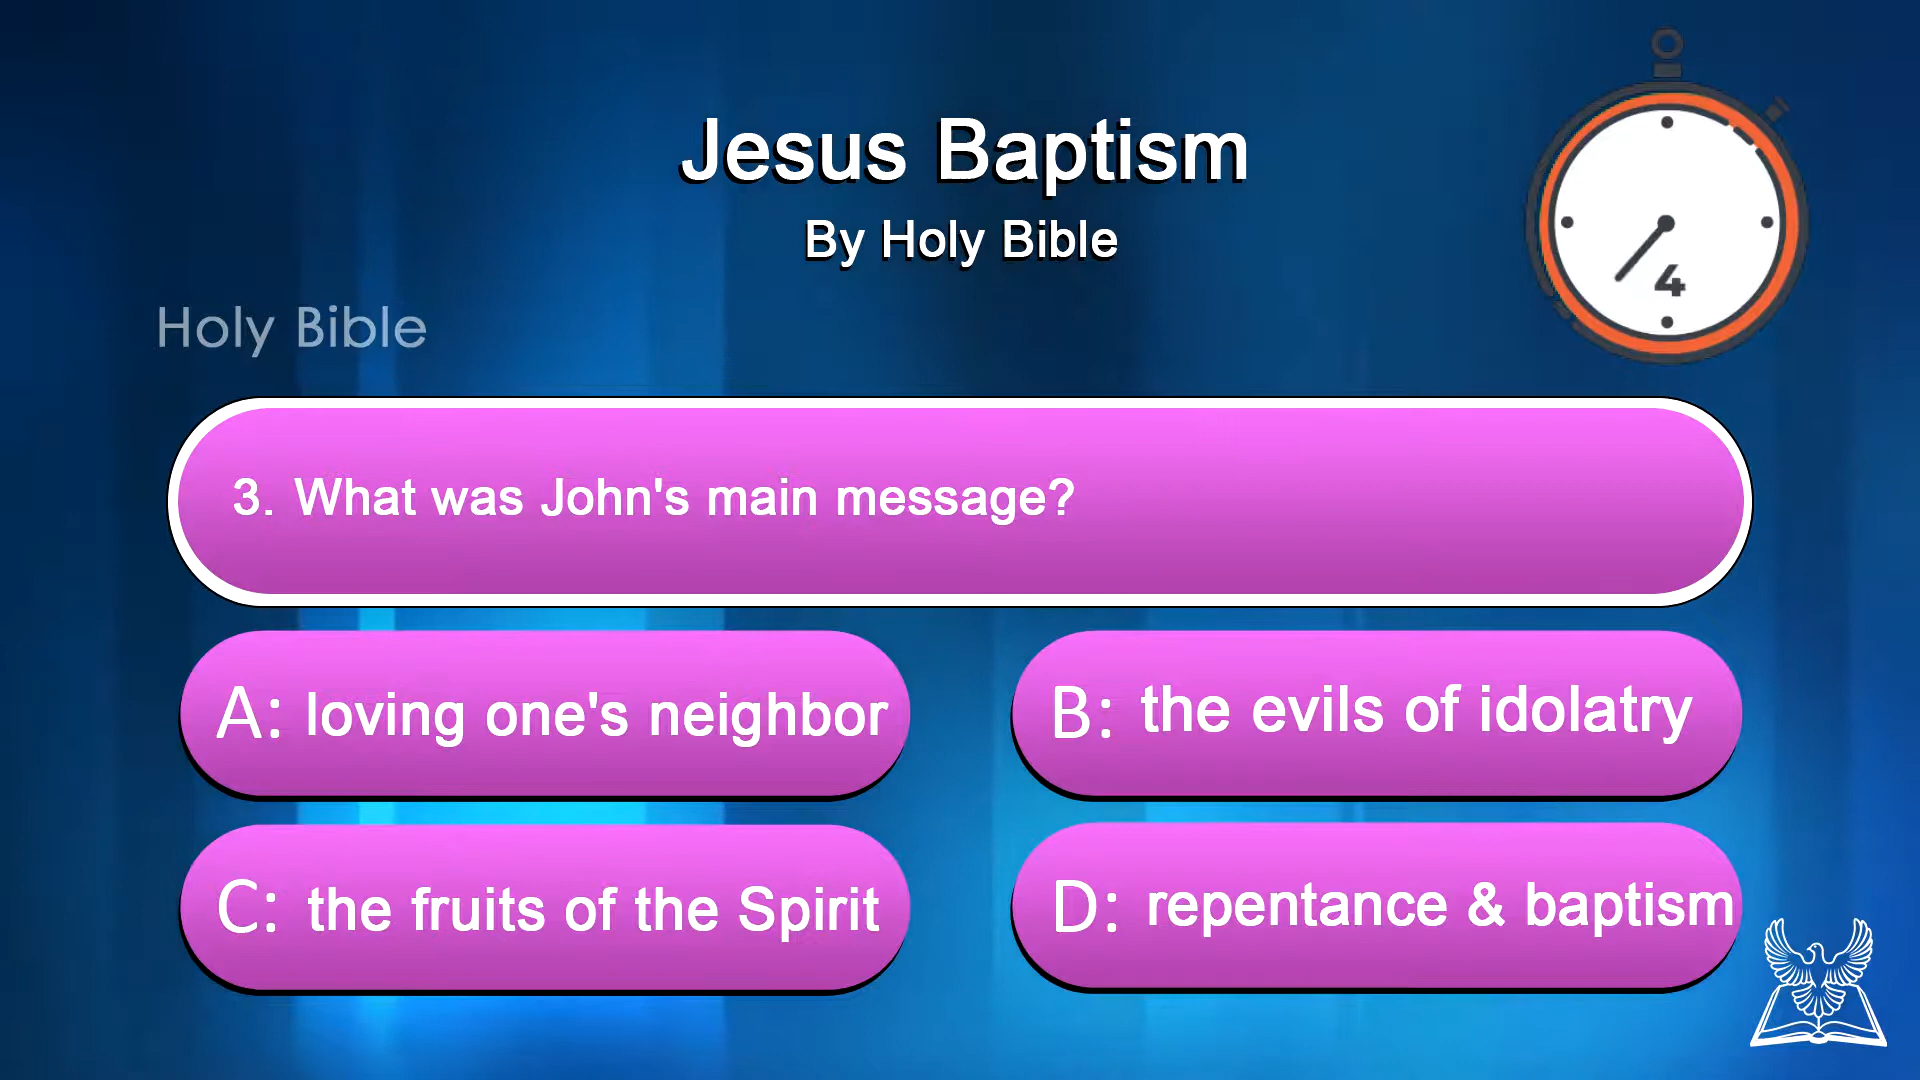 Jesus Baptism
By Holy Bible
4
Holy Bible
3. What was John's main message?
A: loving one's neighbor
B: the evils of idolatry
C: the fruits of the Spirit
D: repentance & baptism